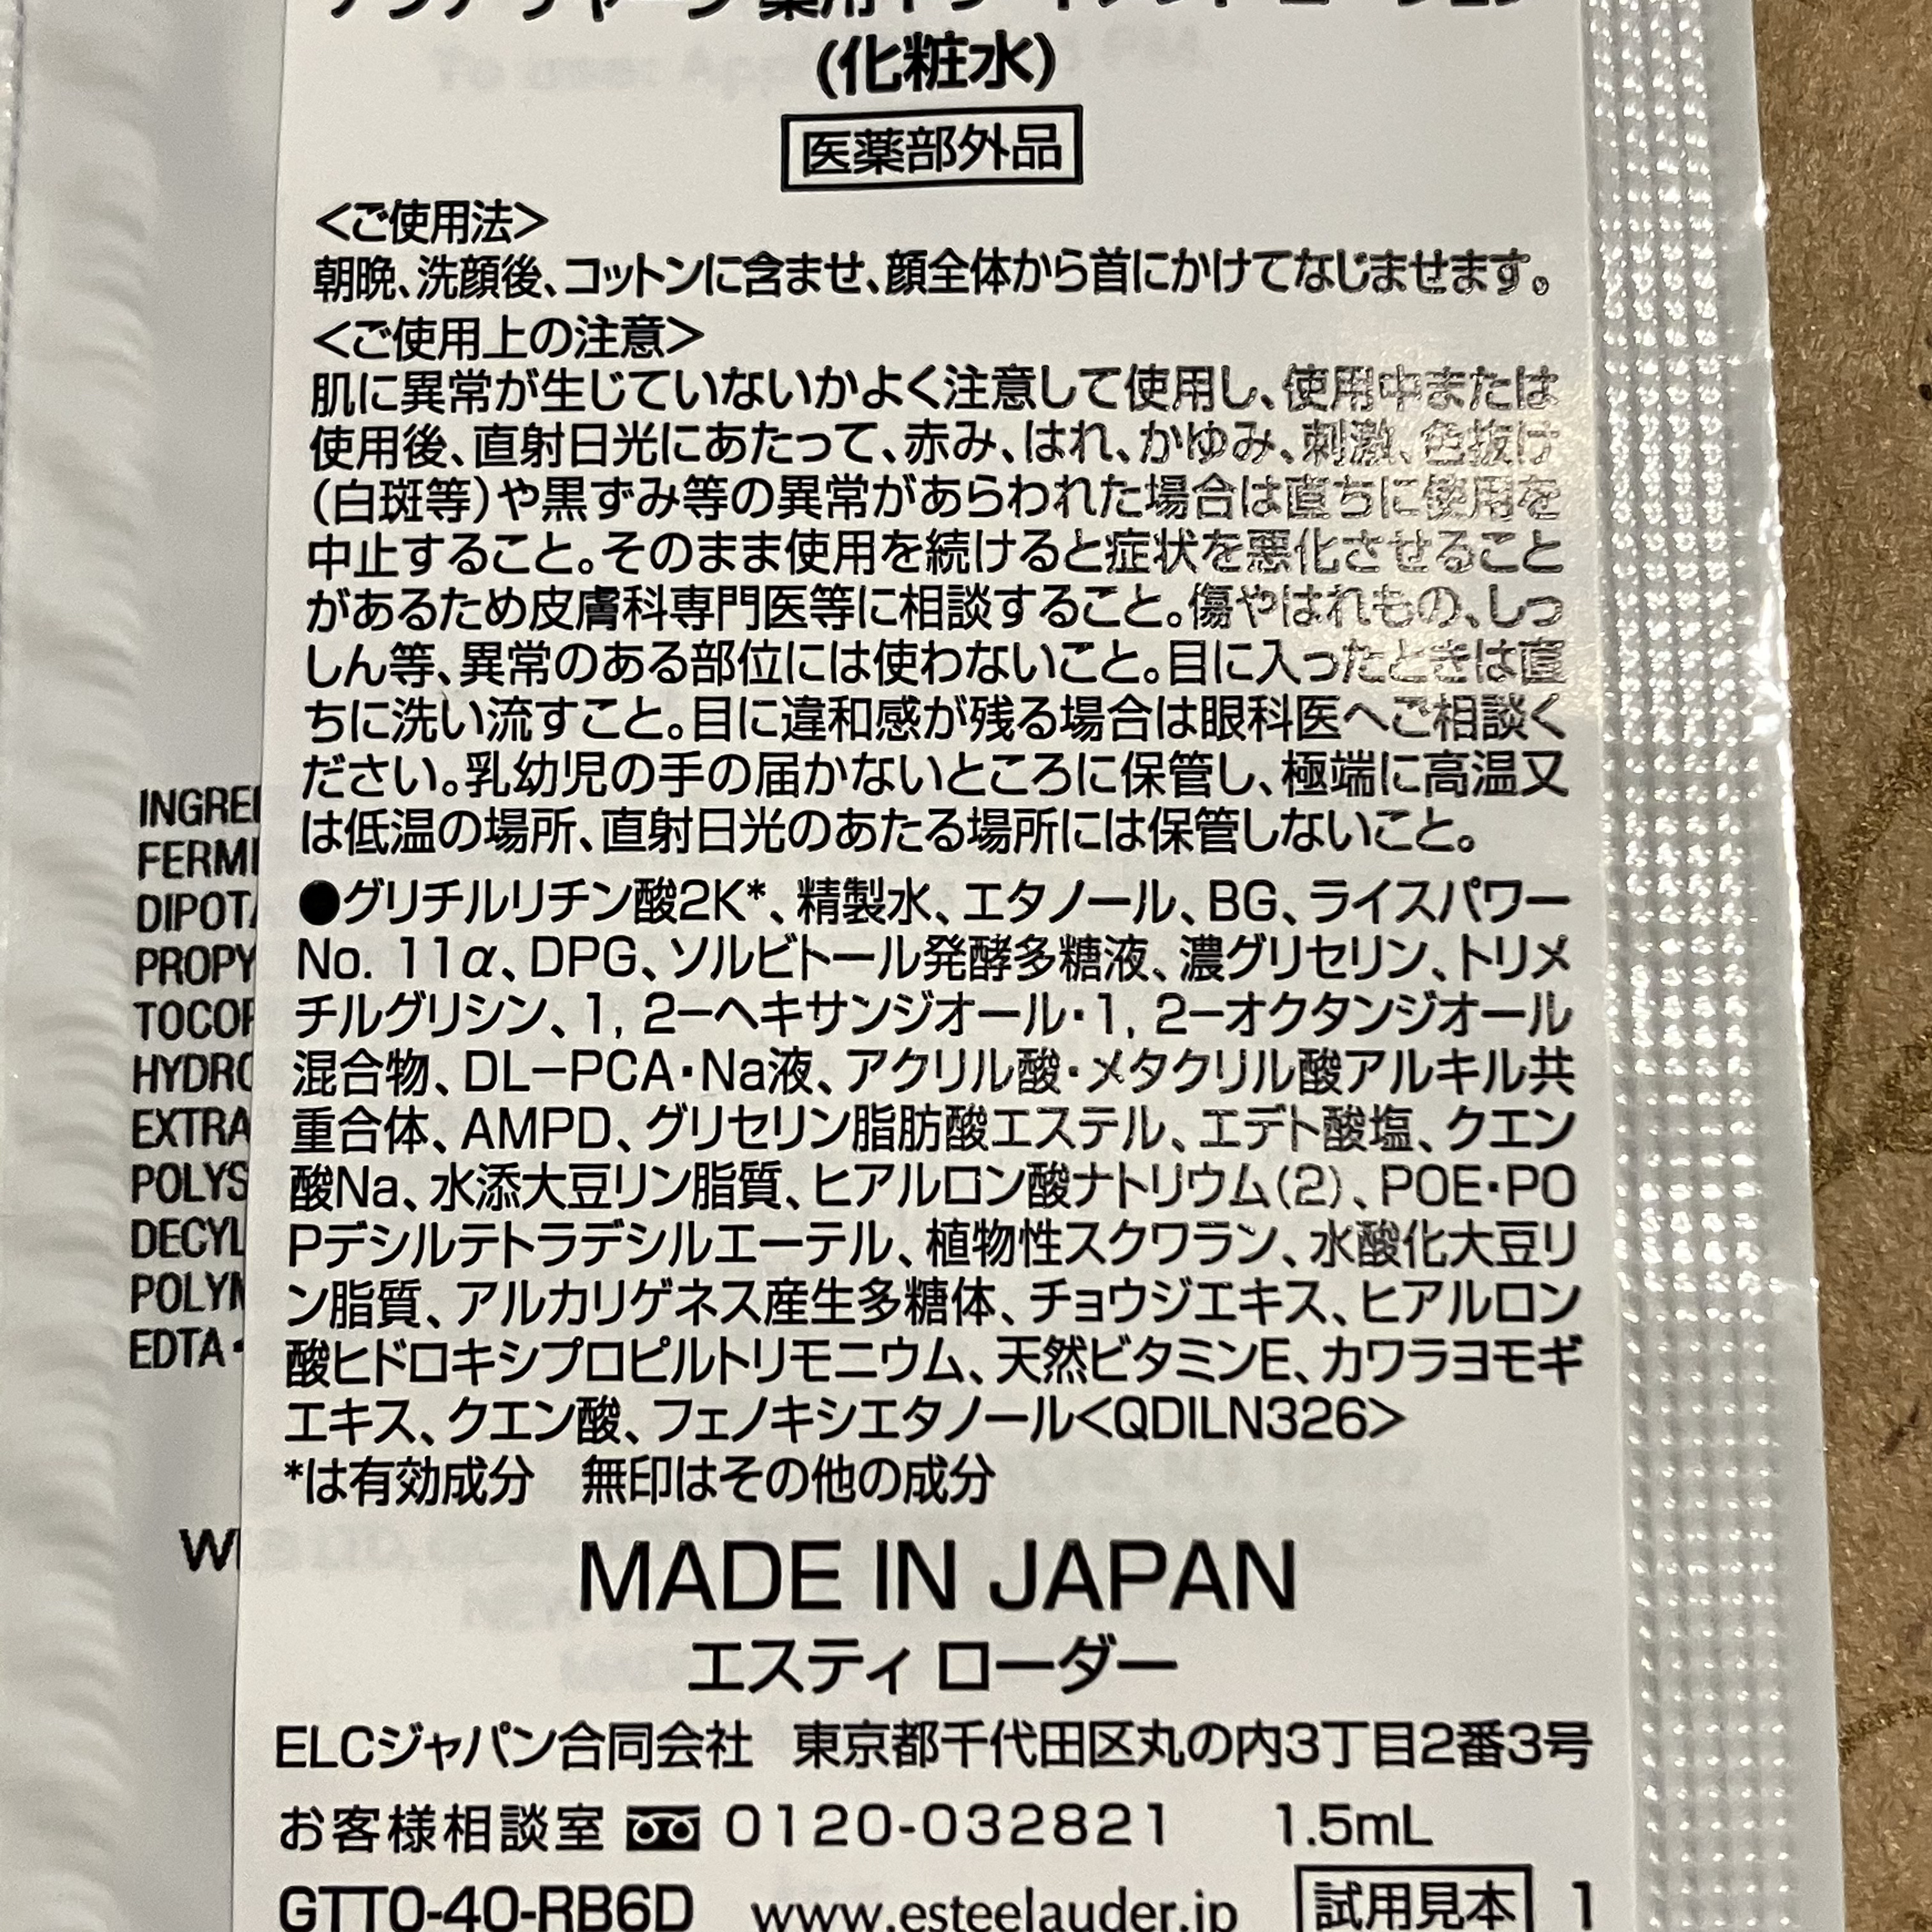 (化粧水)
医薬部外品
<ご使用法>
朝晩、洗顔後、コットンに含ませ、顔全体から首にかけてなじませます。
<ご使用上の注意>
肌に異常が生じていないかよく注意して使用し、使用中または
使用後、直射日光にあたって、赤み、はれ、かゆみ、刺激、色抜け
(白斑等)や黒ずみ等の異常があらわれた場合は直ちに使用を
中止すること。そのまま使用を続けると症状を悪化させること
があるため皮膚科専門医等に相談すること。傷やはれもの、しっ
しん等、異常のある部位には使わないこと。目に入ったときは直
ちに洗い流すこと。目に違和感が残る場合は眼科医へご相談く
ださい。乳幼児の手の届かないところに保管し、極端に高温又
は低温の場所、直射日光のあたる場所には保管しないこと。
●グリチルリチン酸2K*、精製水、エタノール、BG、ライスパワー
No. 11α、DPG、ソルビトール発酵多糖液、濃グリセリン、トリメ
チルグリシン、1, 2−ヘキサンジオール・1, 2−オクタンジオール
混合物、DL−PCA・Na液、アクリル酸・メタクリル酸アルキル共
重合体、AMPD、グリセリン脂肪酸エステル、エデト酸塩、クエン
酸Na、水添大豆リン脂質、ヒアルロン酸ナトリウム(2)、POE・PO
Pデシルテトラデシルエーテル、植物性スクワラン、水酸化大豆リ
ン脂質、アルカリゲネス産生多糖体、チョウジエキス、ヒアルロン
酸ヒドロキシプロピルトリモニウム、天然ビタミンE、カワラヨモギ
エキス、クエン酸、フェノキシエタノール<QDILN326>
*は有効成分　無印はその他の成分
MADE IN JAPAN
エスティ ローダー
ELCジャパン合同会社 東京都千代田区丸の内3丁目2番3号
お客様相談室 0120-032821 1.5mL
GTT0-40-RB6D www.esteelauder.jp 試用見本 1
INGREI
FERMI
DIPOTA
PROPY
TOCOP
HYDRO
EXTRA
POLYS
DECYL
POLYM
EDTA •